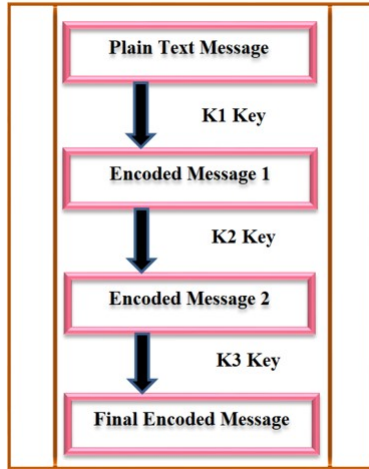 Plain Text Message
K1 Key
Encoded Message 1
K2 Key
Encoded Message 2
K3 Key
Final Encoded Message